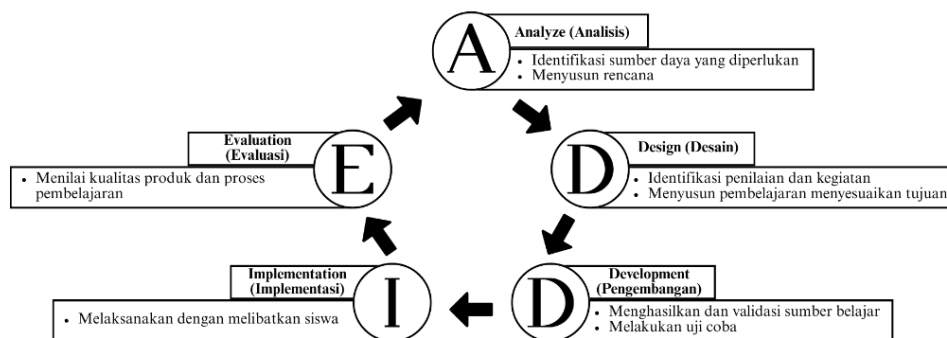 A
Analyze (Analisis)
• Identifikasi sumber daya yang diperlukan
• Menyusun rencana
D
Design (Desain)
• Identifikasi penilaian dan kegiatan
• Menyusun pembelajaran menyesuaikan tujuan
D
Development
(Pengembangan)
• Menghasilkan dan validasi sumber belajar
• Melakukan uji coba
I
Implementation
(Implementasi)
• Melaksanakan dengan melibatkan siswa
E
Evaluation
(Evaluasi)
• Menilai kualitas produk dan proses
pembelajaran